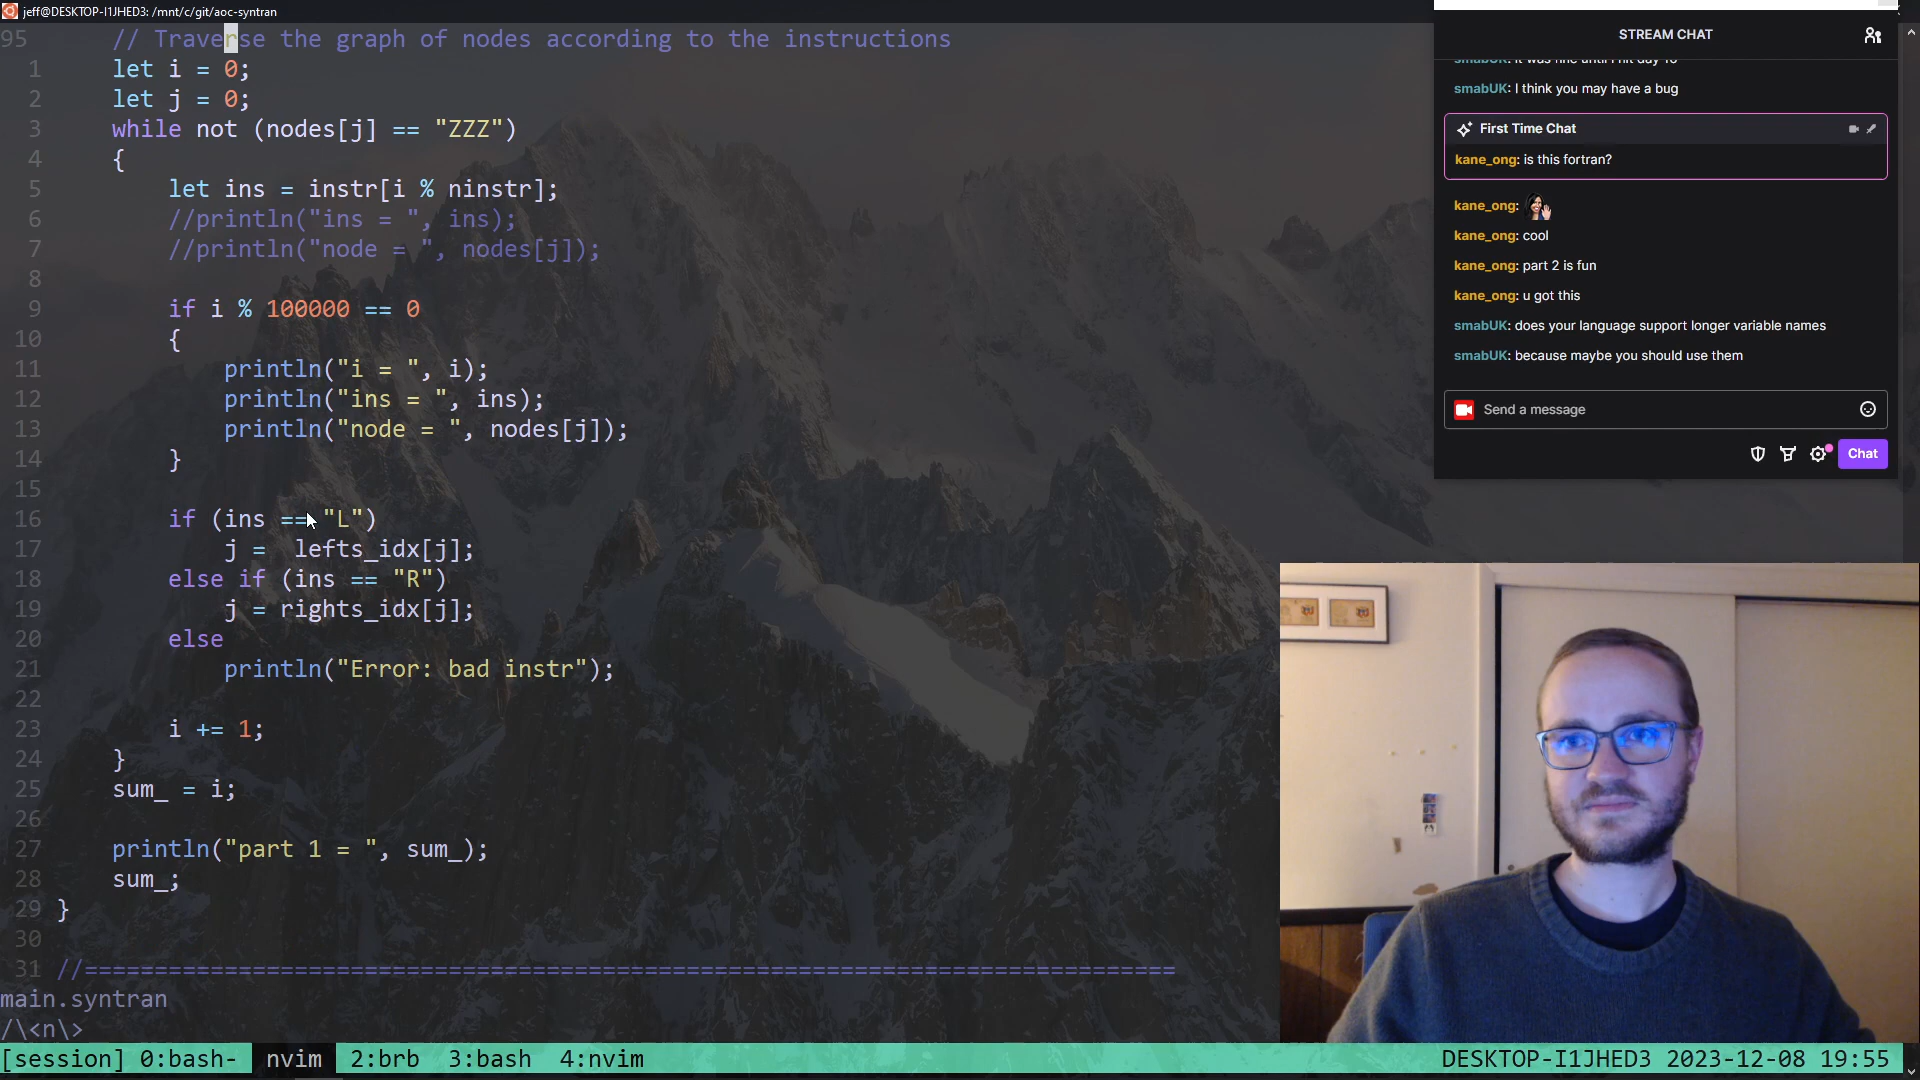 jeff@DESKTOP-I1JHED3: /mnt/c/git/aoc-syntran
95 // Traverse the graph of nodes according to the instructions
1 let i = 0;
2 let j = 0;
3 while not (nodes[j] == "ZZZ")
4 {
5 let ins = instr[i % ninstr];
6 //println("ins = ", ins);
7 //println("node = ", nodes[j]);
8
9 if i % 100000 == 0
10 {
11 println("i = ", i);
12 println("ins = ", ins);
13 println("node = ", nodes[j]);
14 }
15
16 if (ins == "L")
17 j =  lefts_idx[j];
18 else if (ins == "R")
19 j = rights_idx[j];
20 else
21 println("Error: bad instr");
22
23 i += 1;
24 }
25 sum_ = i;
26
27 println("part 1 = ", sum_);
28 sum_;
29 }
30
31 //==============================================================================
main.syntran
/\<n\>
[session] 0:bash- nvim 2:brb 3:bash 4:nvim
DESKTOP-I1JHED3 2023-12-08 19:55
STREAM CHAT
smabUK: it was fine until I hit day 10
smabUK: I think you may have a bug
First Time Chat
kane_ong: is this fortran?
kane_ong:
kane_ong: cool
kane_ong: part 2 is fun
kane_ong: u got this
smabUK: does your language support longer variable names
smabUK: because maybe you should use them
Send a message
Chat